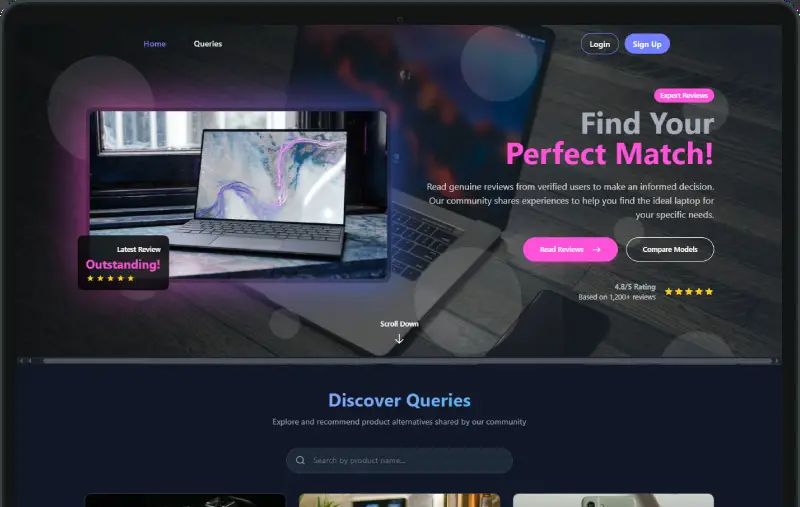 Home
Queries
Login
Sign Up
Expert Reviews
Find Your
Perfect Match!
Read genuine reviews from verified users to make an informed decision.
Our community shares experiences to help you find the ideal laptop for
your specific needs.
Read Reviews →
Compare Models
Latest Review
Outstanding!
★★★★★
4.8/5 Rating
Based on 1,200+ reviews
★★★★★
Scroll Down
↓
Discover Queries
Explore and recommend product alternatives shared by our community
Search by product name...